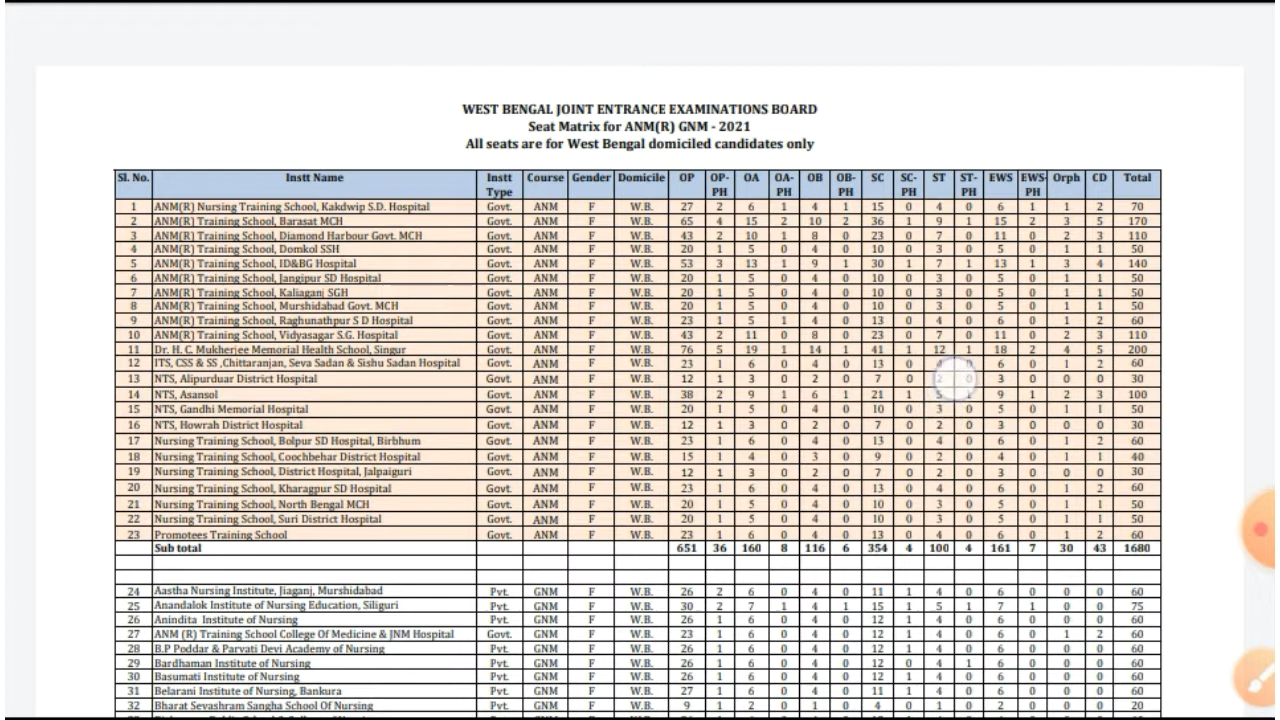 WEST BENGAL JOINT ENTRANCE EXAMINATIONS BOARD
Seat Matrix for ANM(R) GNM - 2021
All seats are for West Bengal domiciled candidates only
Sl. No. Instt Name Instt Type Course Gender Domicile OP OP-PH OA OA-PH OB OB-PH SC SC-PH ST ST-PH EWS EWS-PH Orph CD Total
1 ANM(R) Nursing Training School, Kakdwip S.D. Hospital Govt. ANM F W.B. 27 2 6 1 4 1 15 0 4 0 6 1 1 2 70
2 ANM(R) Training School, Barasat MCH Govt. ANM F W.B. 65 4 15 2 10 2 36 1 9 1 15 2 3 5 170
3 ANM(R) Training School, Diamond Harbour Govt. MCH Govt. ANM F W.B. 43 2 10 1 8 0 23 0 7 0 11 0 2 3 110
4 ANM(R) Training School, Domkol SSH Govt. ANM F W.B. 20 1 5 0 4 0 10 0 3 0 5 0 1 1 50
5 ANM(R) Training School, ID&BG Hospital Govt. ANM F W.B. 53 3 13 1 9 1 30 1 7 1 13 1 3 4 140
6 ANM(R) Training School, Jangipur SD Hospital Govt. ANM F W.B. 20 1 5 0 4 0 10 0 3 0 5 0 1 1 50
7 ANM(R) Training School, Kaliaganj SGH Govt. ANM F W.B. 20 1 5 0 4 0 10 0 3 0 5 0 1 1 50
8 ANM(R) Training School, Murshidabad Govt. MCH Govt. ANM F W.B. 20 1 5 0 4 0 10 0 3 0 5 0 1 1 50
9 ANM(R) Training School, Raghunathpur S D Hospital Govt. ANM F W.B. 23 1 5 1 4 0 13 0 4 0 6 0 1 2 60
10 ANM(R) Training School, Vidyasagar S.G. Hospital Govt. ANM F W.B. 43 2 11 0 8 0 23 0 7 0 11 0 2 3 110
11 Dr. H. C. Mukherjee Memorial Health School, Singur Govt. ANM F W.B. 76 5 19 1 14 1 41 1 12 1 18 2 4 5 200
12 ITS, CSS & SS ,Chittaranjan, Seva Sadan & Sishu Sadan Hospital Govt. ANM F W.B. 23 1 6 0 4 0 13 0 6 0 1 2 60
13 NTS, Alipurduar District Hospital Govt. ANM F W.B. 12 1 3 0 2 0 7 0 2 0 3 0 0 0 30
14 NTS, Asansol Govt. ANM F W.B. 38 2 9 1 6 1 21 1 5 1 9 1 2 3 100
15 NTS, Gandhi Memorial Hospital Govt. ANM F W.B. 20 1 5 0 4 0 10 0 3 0 5 0 1 1 50
16 NTS, Howrah District Hospital Govt. ANM F W.B. 12 1 3 0 2 0 7 0 2 0 3 0 0 0 30
17 Nursing Training School, Bolpur SD Hospital, Birbhum Govt. ANM F W.B. 23 1 6 0 4 0 13 0 4 0 6 0 1 2 60
18 Nursing Training School, Coochbehar District Hospital Govt. ANM F W.B. 15 1 4 0 3 0 9 0 2 0 4 0 1 1 40
19 Nursing Training School, District Hospital, Jalpaiguri Govt. ANM F W.B. 12 1 3 0 2 0 7 0 2 0 3 0 0 0 30
20 Nursing Training School, Kharagpur SD Hospital Govt. ANM F W.B. 23 1 6 0 4 0 13 0 4 0 6 0 1 2 60
21 Nursing Training School, North Bengal MCH Govt. ANM F W.B. 20 1 5 0 4 0 10 0 3 0 5 0 1 1 50
22 Nursing Training School, Suri District Hospital Govt. ANM F W.B. 20 1 5 0 4 0 10 0 3 0 5 0 1 1 50
23 Promotees Training School Govt. ANM F W.B. 23 1 6 0 4 0 13 0 4 0 6 0 1 2 60
Sub total 651 36 160 8 116 6 354 4 100 4 161 7 30 43 1680
24 Aastha Nursing Institute, Jiaganj, Murshidabad Pvt. GNM F W.B. 26 2 6 0 4 0 11 1 4 0 6 0 0 0 60
25 Anandalok Institute of Nursing Education, Siliguri Pvt. GNM F W.B. 30 2 7 1 4 1 15 1 5 1 7 1 0 0 75
26 Anindita Institute of Nursing Pvt. GNM F W.B. 26 1 6 0 4 0 12 1 4 0 6 0 0 0 60
27 ANM (R) Training School College Of Medicine & JNM Hospital Govt. GNM F W.B. 23 1 6 0 4 0 12 1 4 0 6 0 1 2 60
28 B.P Poddar & Parvati Devi Academy of Nursing Pvt. GNM F W.B. 26 1 6 0 4 0 12 1 4 0 6 0 0 0 60
29 Bardhaman Institute of Nursing Pvt. GNM F W.B. 26 1 6 0 4 0 12 0 4 1 6 0 0 0 60
30 Basumati Institute of Nursing Pvt. GNM F W.B. 26 1 6 0 4 0 12 1 4 0 6 0 0 0 60
31 Belarani Institute of Nursing, Bankura Pvt. GNM F W.B. 27 1 6 0 4 0 11 1 4 0 6 0 0 0 60
32 Bharat Sevashram Sangha School Of Nursing Pvt. GNM F W.B. 9 1 2 0 1 0 4 0 1 0 2 0 0 0 20